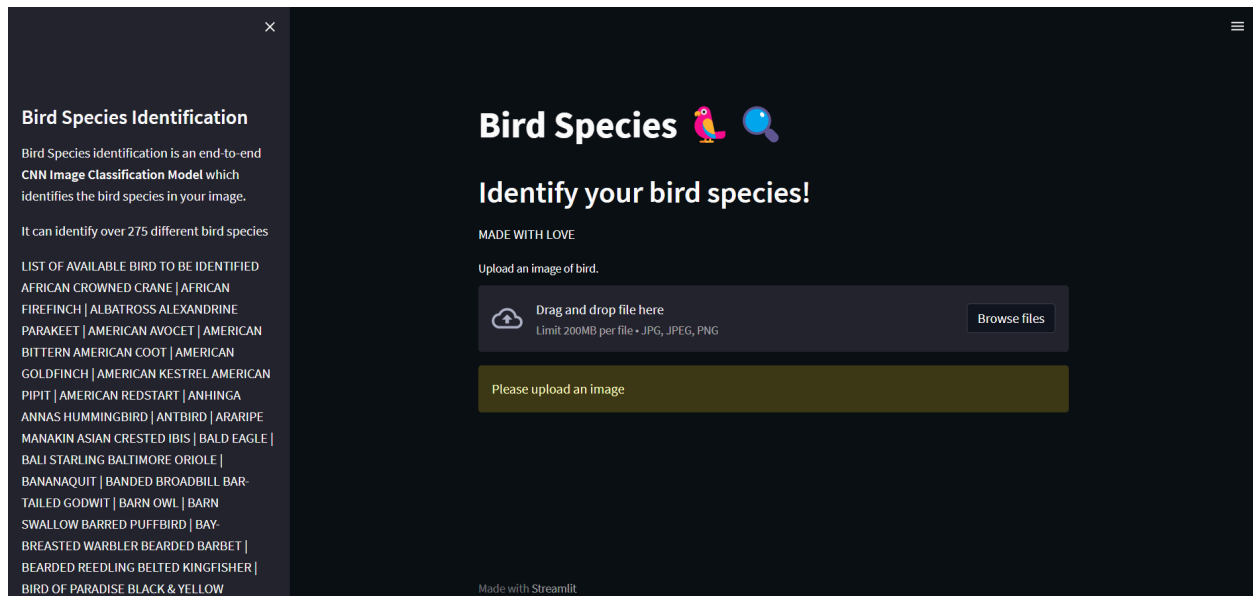 Bird Species Identification
Bird Species identification is an end-to-end
CNN Image Classification Model which
identifies the bird species in your image.
It can identify over 275 different bird species
LIST OF AVAILABLE BIRD TO BE IDENTIFIED
AFRICAN CROWNED CRANE | AFRICAN
FIREFINCH | ALBATROSS ALEXANDRINE
PARAKEET | AMERICAN AVOCET | AMERICAN
BITTERN AMERICAN COOT | AMERICAN
GOLDFINCH | AMERICAN KESTREL AMERICAN
PIPIT | AMERICAN REDSTART | ANHINGA
ANNAS HUMMINGBIRD | ANTBIRD | ARARIPE
MANAKIN ASIAN CRESTED IBIS | BALD EAGLE |
BALI STARLING BALTIMORE ORIOLE |
BANANAQUIT | BANDED BROADBILL BAR-
TAILED GODWIT | BARN OWL | BARN
SWALLOW BARRED PUFFBIRD | BAY-
BREASTED WARBLER BEARDED BARBET |
BEARDED REEDLING BELTED KINGFISHER |
BIRD OF PARADISE BLACK & YELLOW
Bird Species
Identify your bird species!
MADE WITH LOVE
Upload an image of bird.
Drag and drop file here
Limit 200MB per file • JPG, JPEG, PNG
Browse files
Please upload an image
Made with Streamlit